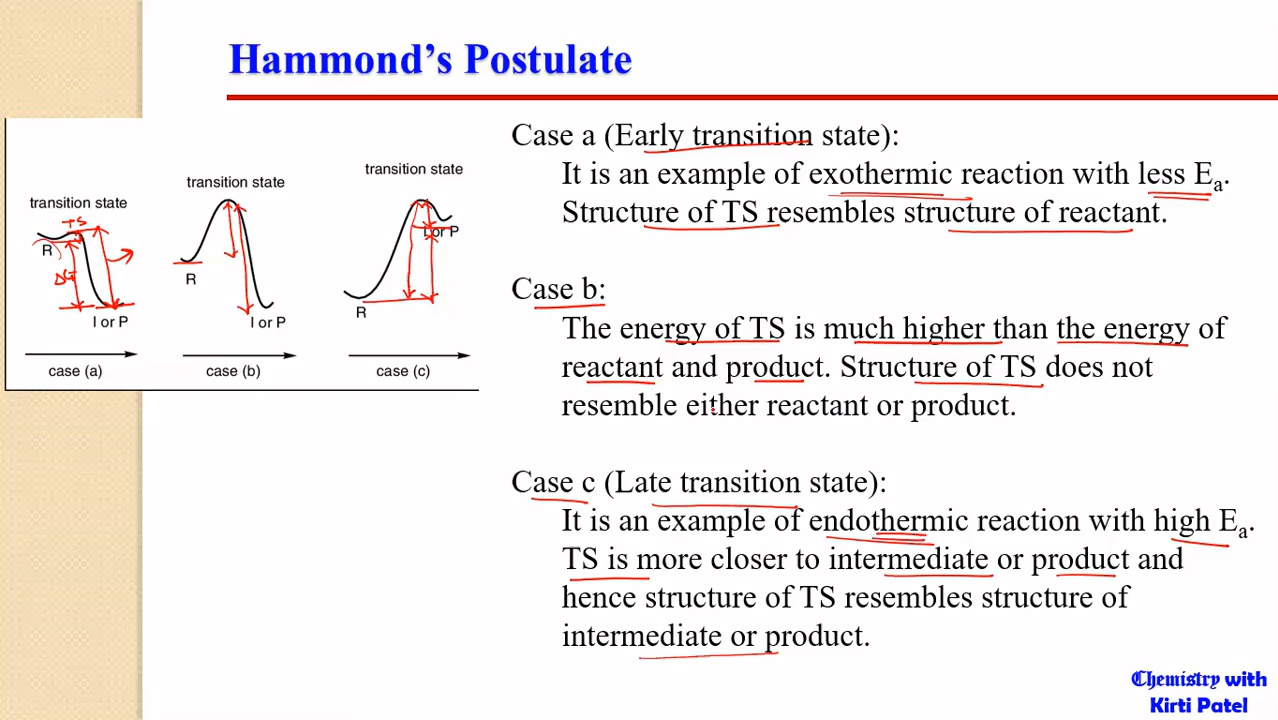 Hammond's Postulate
transition state
TS
R
ΔG
I or P
case (a)
transition state
R
I or P
case (b)
transition state
I or P
R
case (c)
Case a (Early transition state):
It is an example of exothermic reaction with less Ea.
Structure of TS resembles structure of reactant.
Case b:
The energy of TS is much higher than the energy of
reactant and product. Structure of TS does not
resemble either reactant or product.
Case c (Late transition state):
It is an example of endothermic reaction with high Ea.
TS is more closer to intermediate or product and
hence structure of TS resembles structure of
intermediate or product.
Chemistry with
Kirti Patel